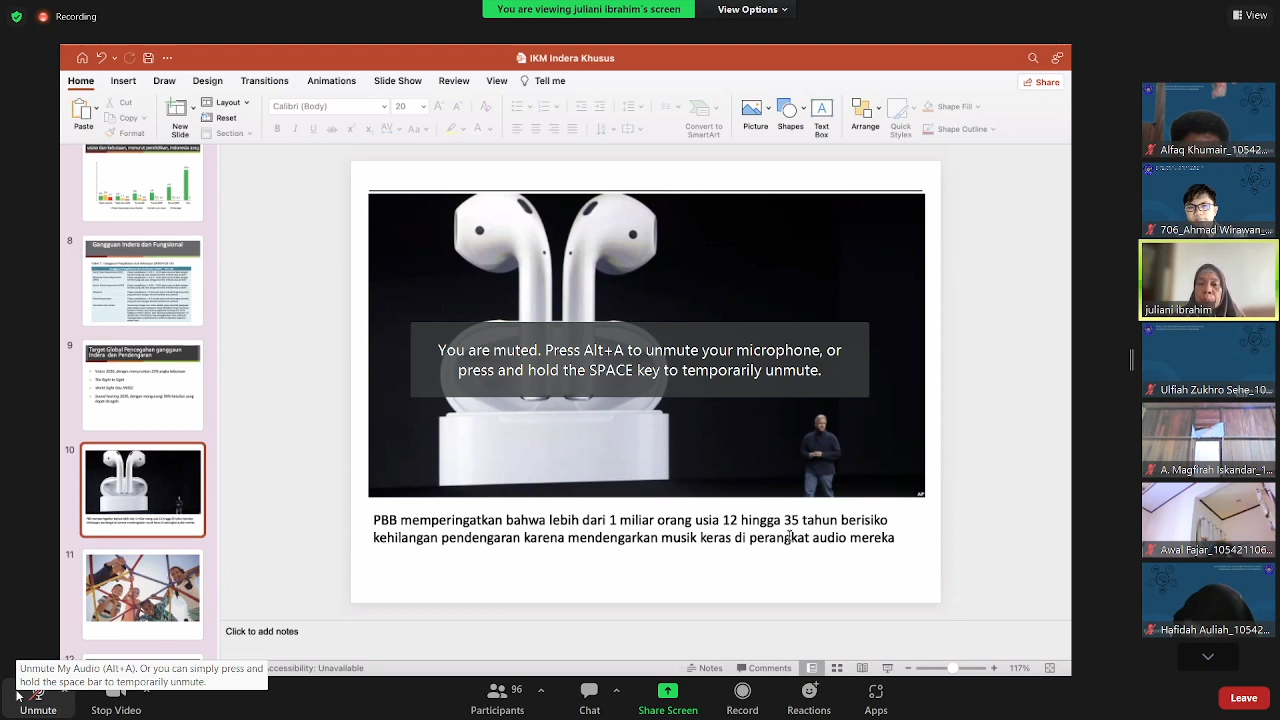 You are viewing juliani ibrahim's screen
View Options
View
IKM Indera Khusus
Home
Insert
Draw
Design
Transitions
Animations
Slide Show
Review
View
Tell me
Share
Paste
Cut
Copy
Format
New
Slide
Layout
Reset
Section
Calibri (Body)
20
Convert to
SmartArt
Picture
Shapes
Text
Box
Arrange
Quick
Styles
Shape Fill
Shape Outline
8
Gangguan Indera dan Fungsional
9
Target Global Pencegahan gangguan
Indera dan Pendengaran
The Right to Sight
10
11
You are muted. Press ALT+A to unmute your microphone, or
press and hold the SPACE key to temporarily unmute.
AP
PBB memperingatkan bahwa lebih dari 1 miliar orang usia 12 hingga 35 tahun berisiko
kehilangan pendengaran karena mendengarkan musik keras di perangkat audio mereka
Click to add notes
Accessibility: Unavailable
Notes
Comments
117%
Unmute My Audio (Alt+A). Or you can simply press and
hold the space bar to temporarily unmute.
Unmute
Stop Video
96
Participants
Chat
Share Screen
Record
Reactions
Apps
Leave
Juliani Ibrahim
Hafidah Auliah_10542...